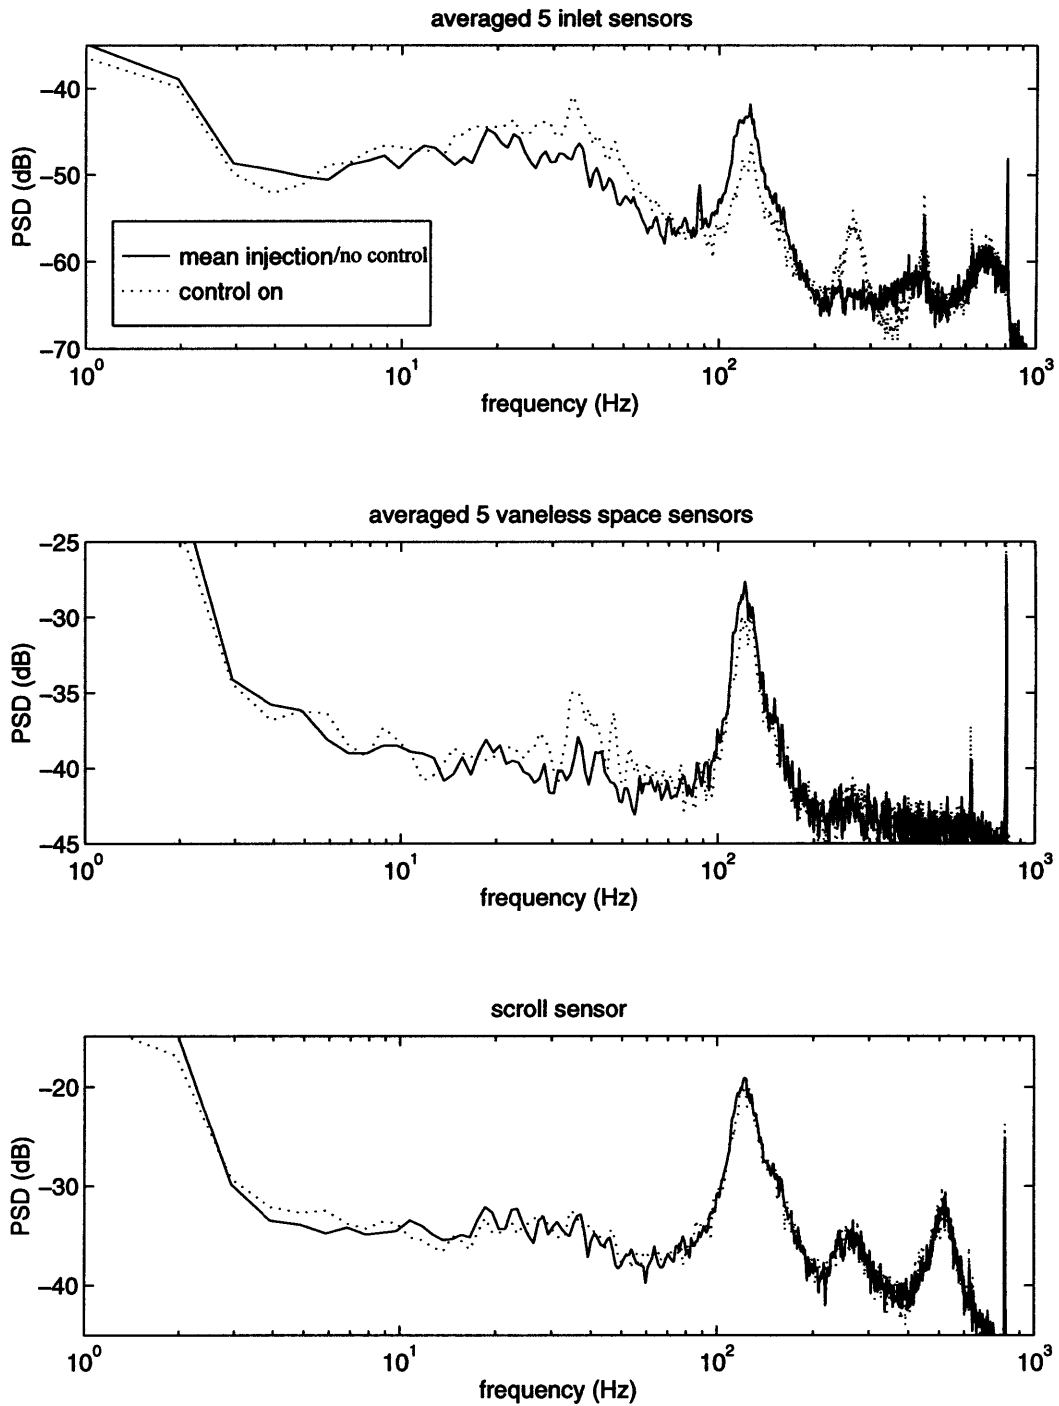 averaged 5 inlet sensors
PSD (dB)
−40
−50
−60
−70
mean injection/no control
control on
10^0 10^1 10^2 10^3
frequency (Hz)
averaged 5 vaneless space sensors
PSD (dB)
−25
−30
−35
−40
−45
10^0 10^1 10^2 10^3
frequency (Hz)
scroll sensor
PSD (dB)
−20
−30
−40
10^0 10^1 10^2 10^3
frequency (Hz)